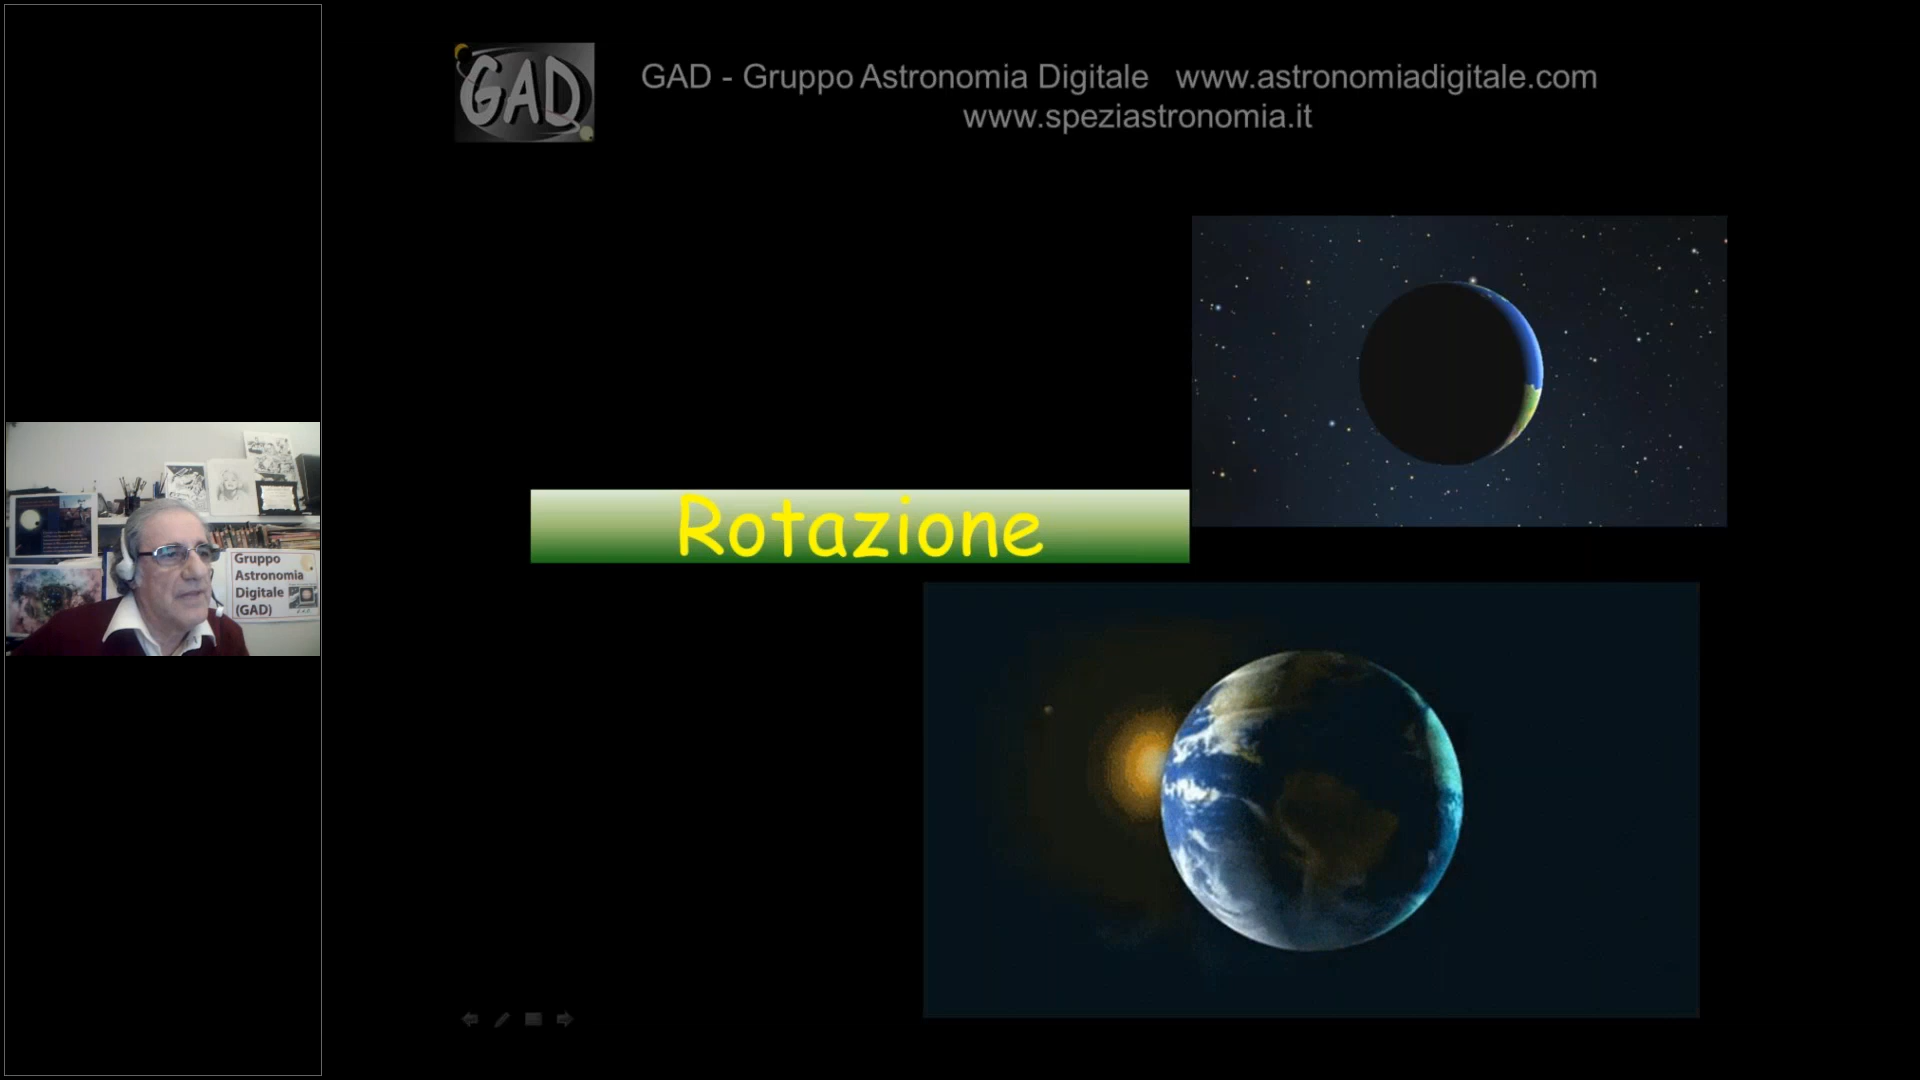 GAD
GAD - Gruppo Astronomia Digitale www.astronomiadigitale.com
www.speziastronomia.it
Rotazione
Gruppo
Astronomia
Digitale
(GAD)